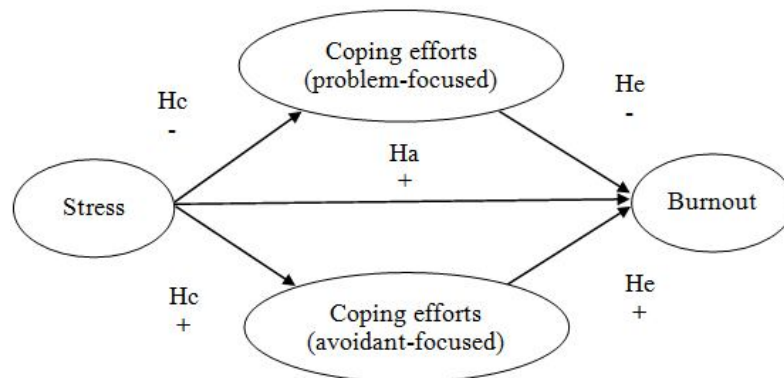 Coping efforts
(problem-focused)
Hc
-
He
-
Ha
+
Stress
Burnout
Hc
+
He
+
Coping efforts
(avoidant-focused)